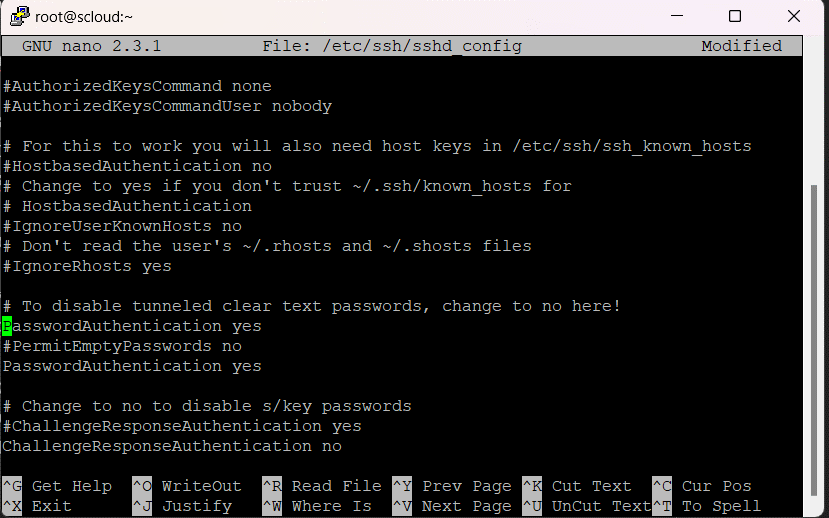 root@scloud:~
GNU nano 2.3.1 File: /etc/ssh/sshd_config Modified
#AuthorizedKeysCommand none
#AuthorizedKeysCommandUser nobody
# For this to work you will also need host keys in /etc/ssh/ssh_known_hosts
#HostbasedAuthentication no
# Change to yes if you don't trust ~/.ssh/known_hosts for
# HostbasedAuthentication
#IgnoreUserKnownHosts no
# Don't read the user's ~/.rhosts and ~/.shosts files
#IgnoreRhosts yes
# To disable tunneled clear text passwords, change to no here!
PasswordAuthentication yes
#PermitEmptyPasswords no
PasswordAuthentication yes
# Change to no to disable s/key passwords
#ChallengeResponseAuthentication yes
ChallengeResponseAuthentication no
^G Get Help ^O WriteOut ^R Read File ^Y Prev Page ^K Cut Text ^C Cur Pos
^X Exit ^J Justify ^W Where Is ^V Next Page ^U UnCut Text ^T To Spell